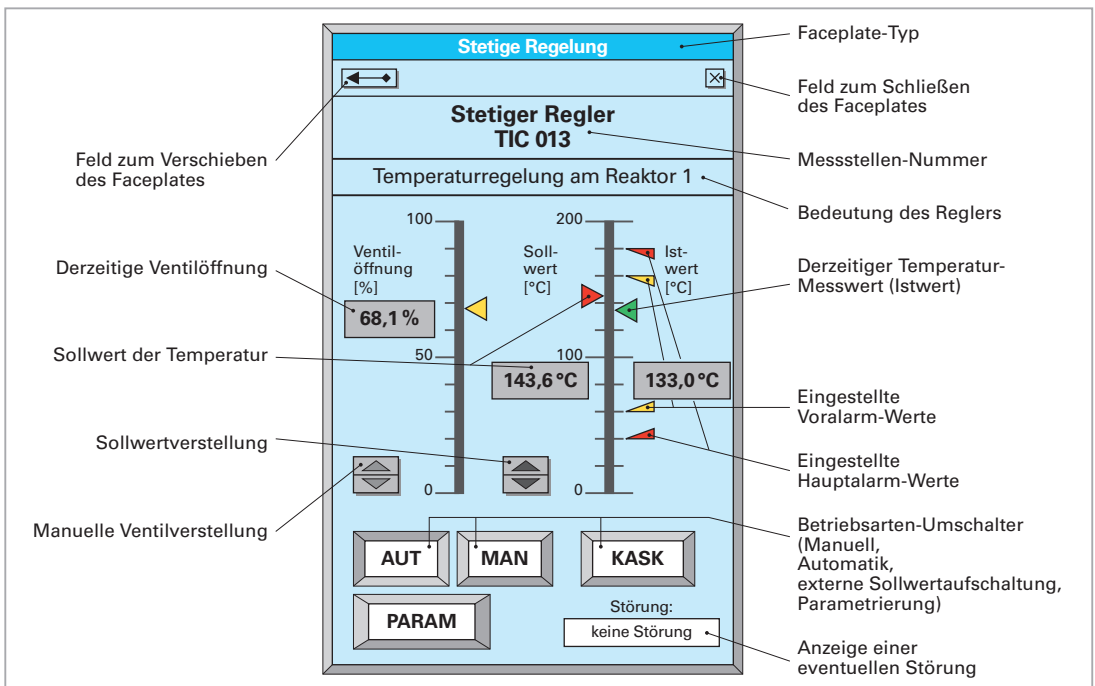 Stetige Regelung
Stetiger Regler
TIC 013
Temperaturregelung am Reaktor 1
100
Ventil-
öffnung
[%]
68,1 %
50
0
200
Soll-
wert
[°C]
Ist-
wert
[°C]
100
143,6 °C
133,0 °C
0
AUT
MAN
KASK
PARAM
Störung:
keine Störung
Feld zum Verschieben
des Faceplates
Derzeitige Ventilöffnung
Sollwert der Temperatur
Sollwertverstellung
Manuelle Ventilverstellung
Faceplate-Typ
Feld zum Schließen
des Faceplates
Messstellen-Nummer
Bedeutung des Reglers
Derzeitiger Temperatur-
Messwert (Istwert)
Eingestellte
Voralarm-Werte
Eingestellte
Hauptalarm-Werte
Betriebsarten-Umschalter
(Manuell,
Automatik,
externe Sollwertaufschaltung,
Parametrierung)
Anzeige einer
eventuellen Störung